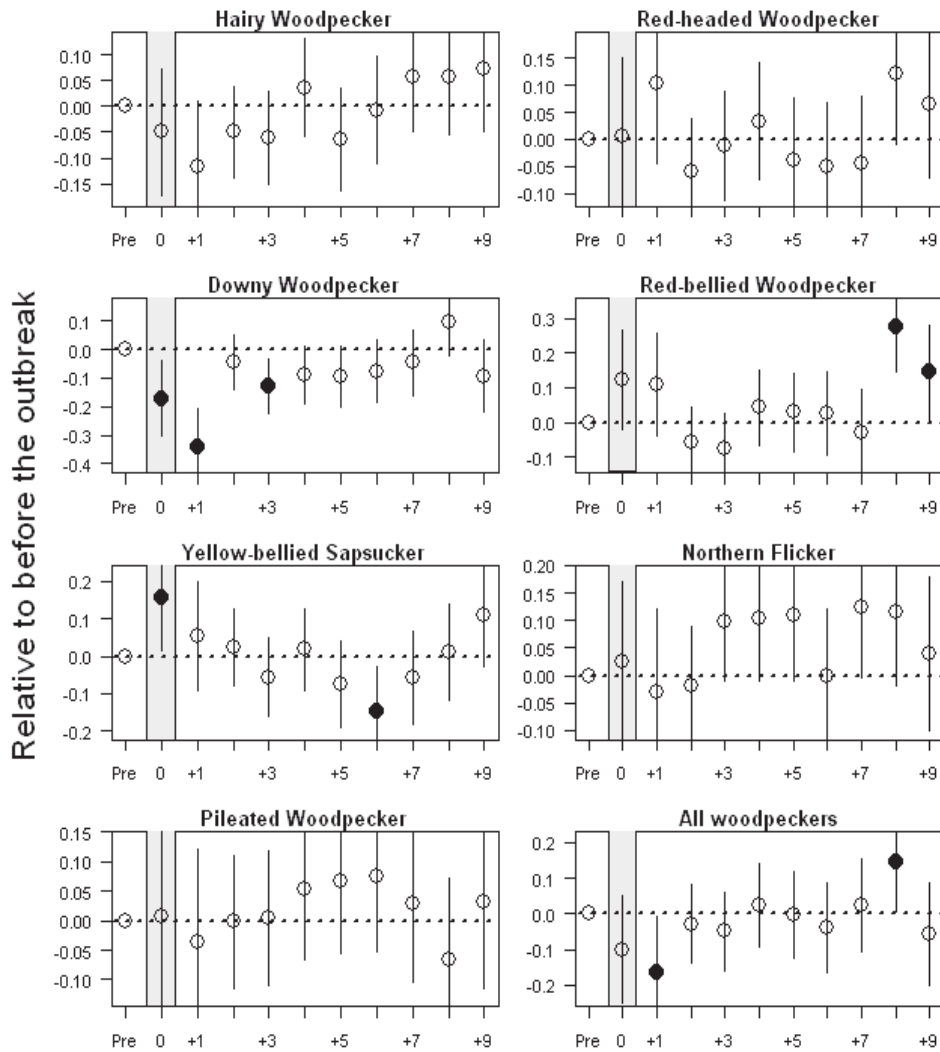 Relative to before the outbreak
Hairy Woodpecker
0.10
0.05
0.00
-0.05
-0.10
-0.15
Pre 0 +1 +3 +5 +7 +9
Red-headed Woodpecker
0.15
0.10
0.05
0.00
-0.05
-0.10
Pre 0 +1 +3 +5 +7 +9
Downy Woodpecker
0.1
0.0
-0.1
-0.2
-0.3
-0.4
Pre 0 +1 +3 +5 +7 +9
Red-bellied Woodpecker
0.3
0.2
0.1
0.0
-0.1
Pre 0 +1 +3 +5 +7 +9
Yellow-bellied Sapsucker
0.2
0.1
0.0
-0.1
-0.2
Pre 0 +1 +3 +5 +7 +9
Northern Flicker
0.20
0.15
0.10
0.05
0.00
-0.05
-0.10
Pre 0 +1 +3 +5 +7 +9
Pileated Woodpecker
0.15
0.10
0.05
0.00
-0.05
-0.10
Pre 0 +1 +3 +5 +7 +9
All woodpeckers
0.2
0.1
0.0
-0.1
-0.2
Pre 0 +1 +3 +5 +7 +9